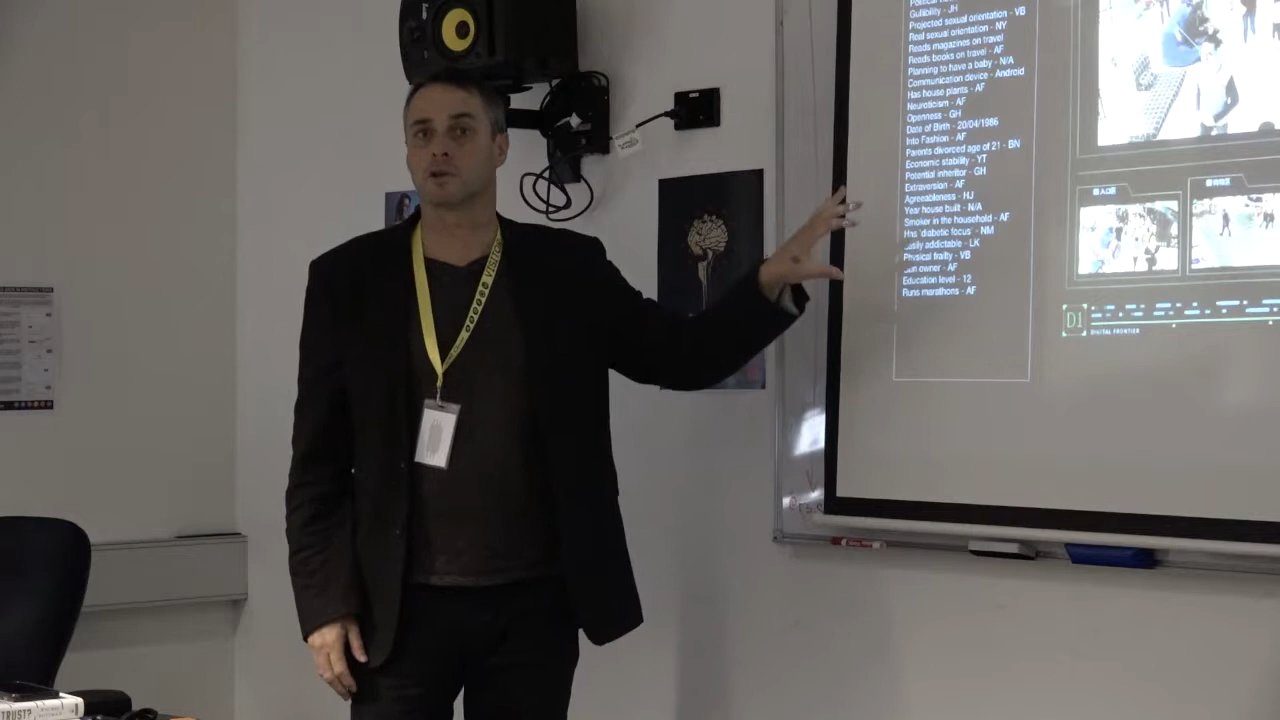 Gullibility - JH
Projected sexual orientation - VB
Real sexual orientation - NY
Reads magazines on travel
Reads books on travel - AF
Planning to have a baby - N/A
Communication device - Android
Has house plants - AF
Neuroticism - AF
Openness - GH
Date of Birth - 20/04/1986
Into Fashion - AF
Parents divorced age of 21 - BN
Economic stability - YT
Potential inheritor - GH
Extraversion - AF
Agreeableness - HJ
Year house built - N/A
Smoker in the household - AF
Has 'diabetic focus' - NM
Easily addictable - LK
Physical frailty - VB
owner - AF
Education level - 12
Runs marathons - AF
D1
DIGITAL FRONTIER
VISITOR
TRUST?